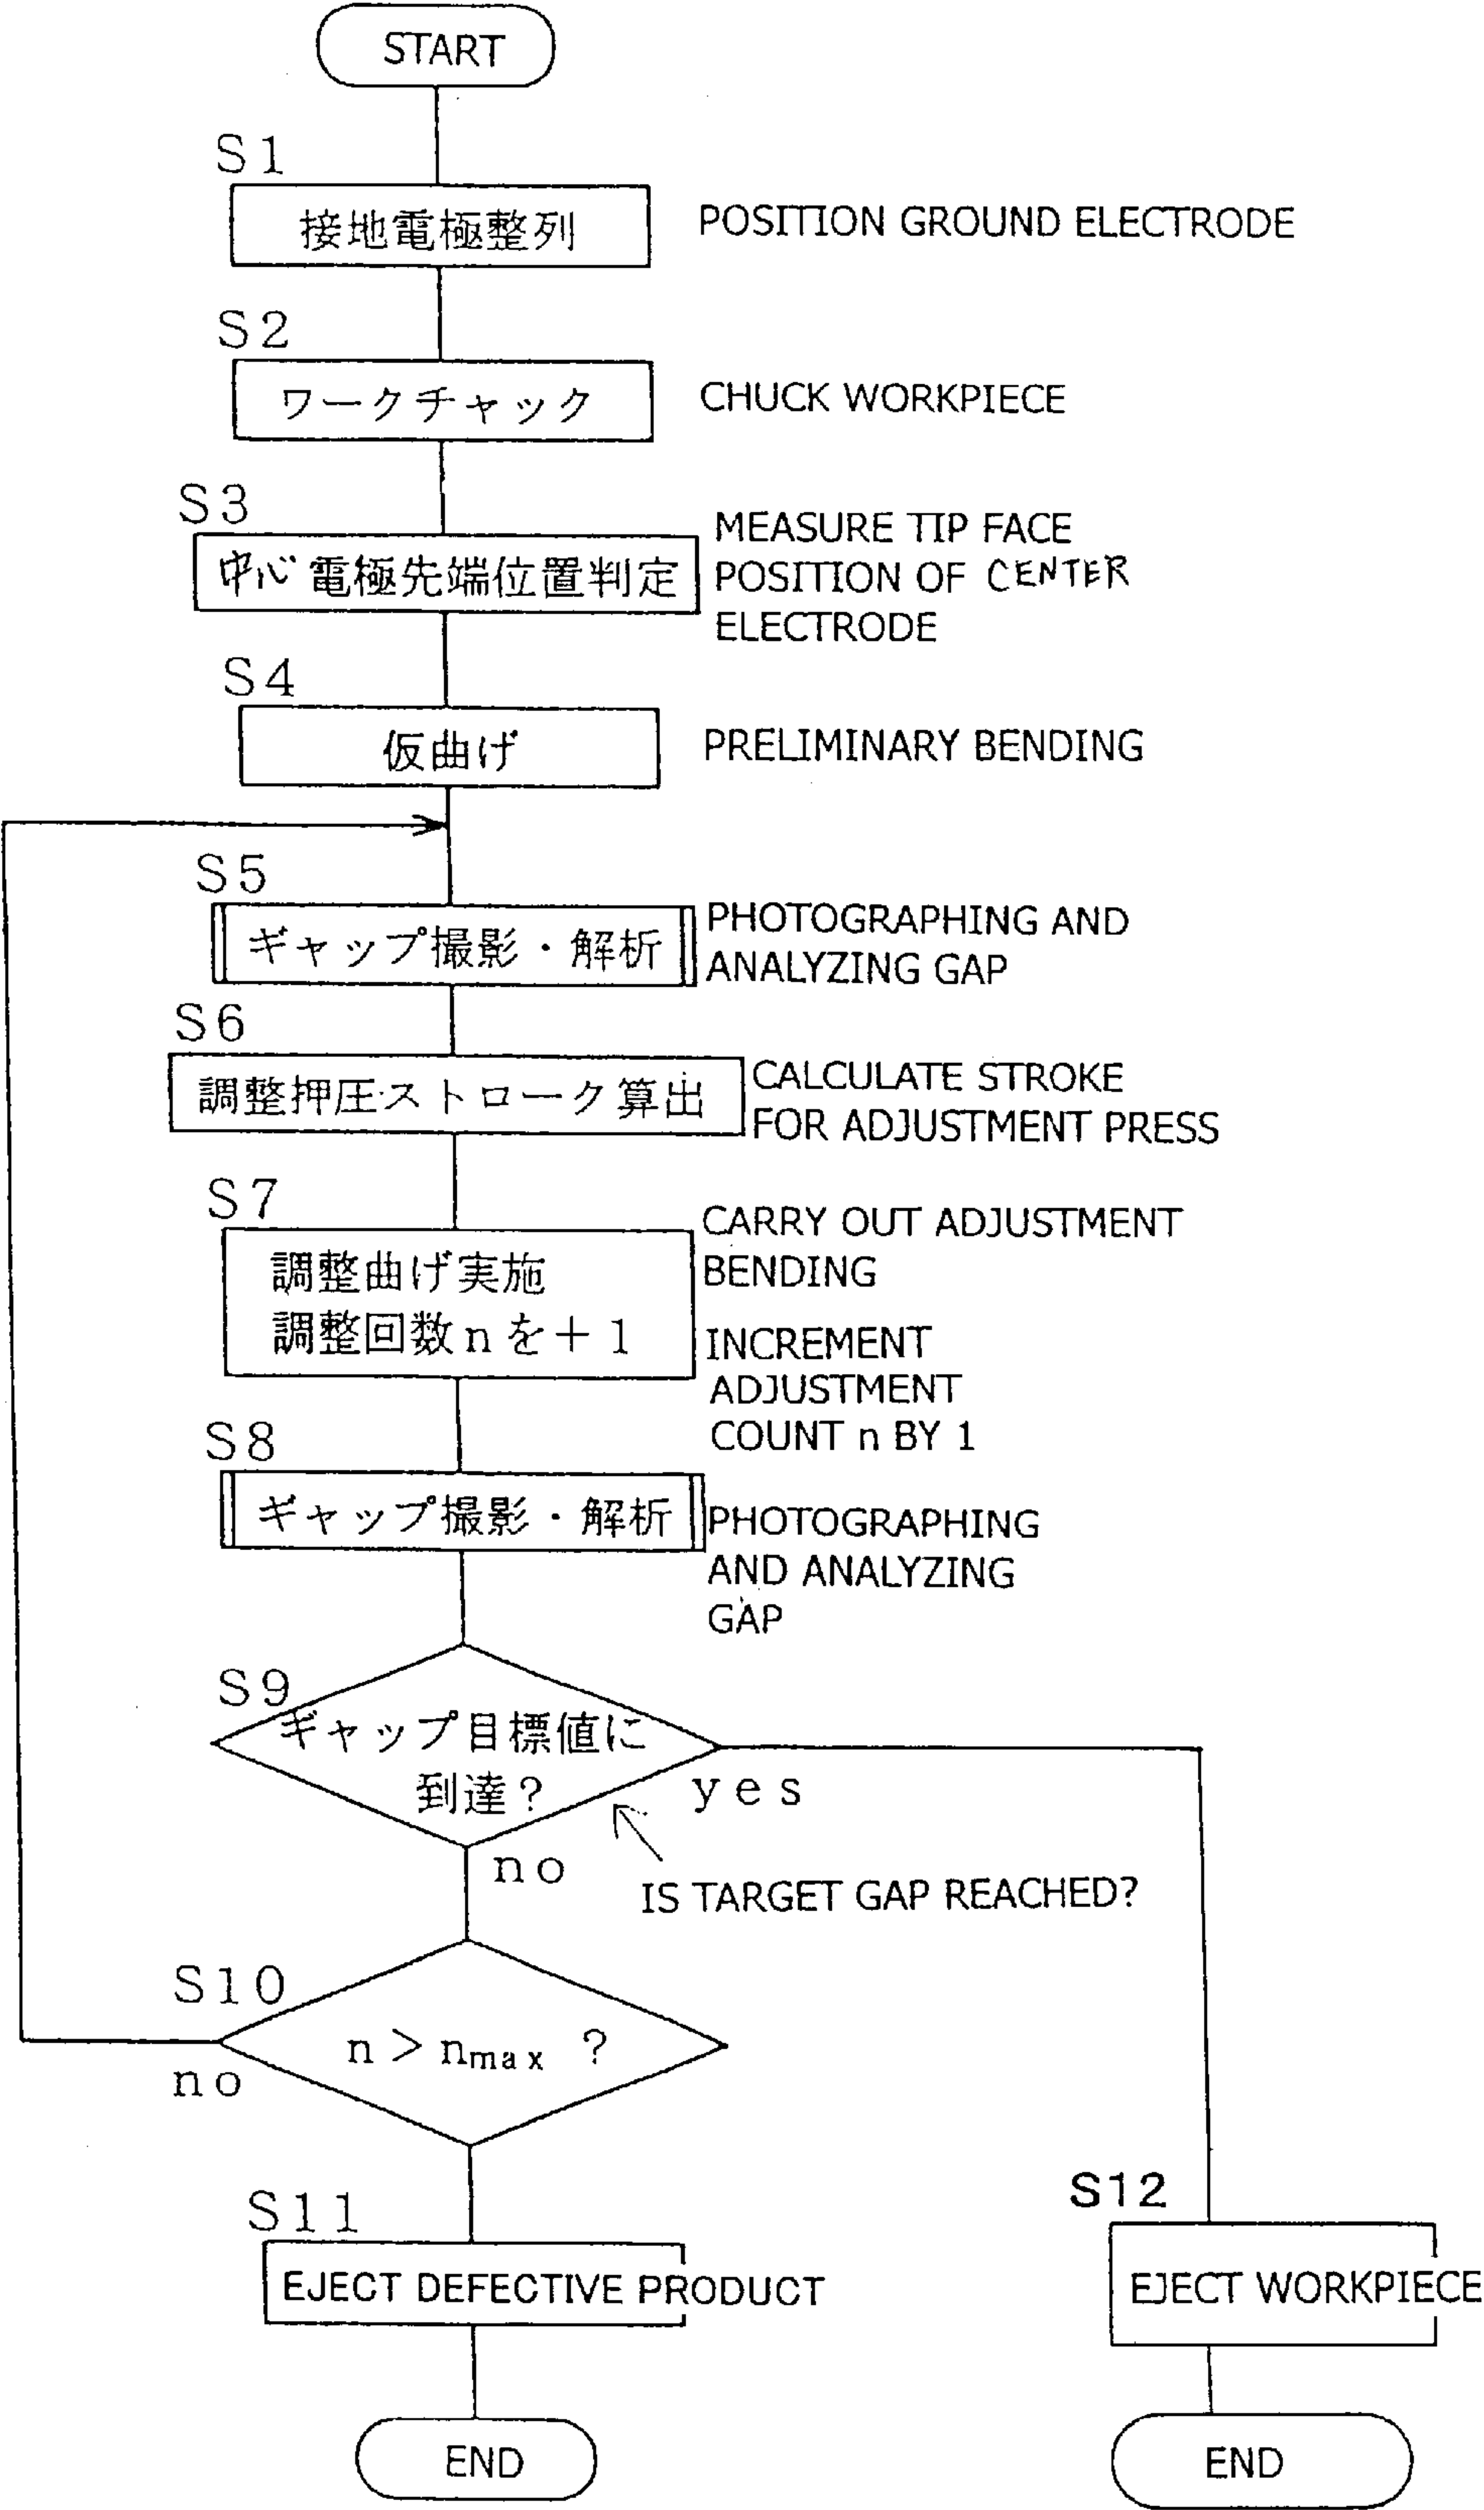 START
S1
接地電極整列
POSITION GROUND ELECTRODE
S2
ワークチャック
CHUCK WORKPIECE
S3
中心電極先端位置判定
MEASURE TIP FACE
POSITION OF CENTER
ELECTRODE
S4
仮曲げ
PRELIMINARY BENDING
S5
ギャップ撮影・解析
PHOTOGRAPHING AND
ANALYZING GAP
S6
調整押圧ストローク算出
CALCULATE STROKE
FOR ADJUSTMENT PRESS
S7
調整曲げ実施
調整回数nを+1
CARRY OUT ADJUSTMENT
BENDING
INCREMENT
ADJUSTMENT
COUNT n BY 1
S8
ギャップ撮影・解析
PHOTOGRAPHING
AND ANALYZING
GAP
S9
ギャップ目標値に
到達?
yes
no
IS TARGET GAP REACHED?
S10
n > nmax ?
no
S11
EJECT DEFECTIVE PRODUCT
S12
EJECT WORKPIECE
END
END